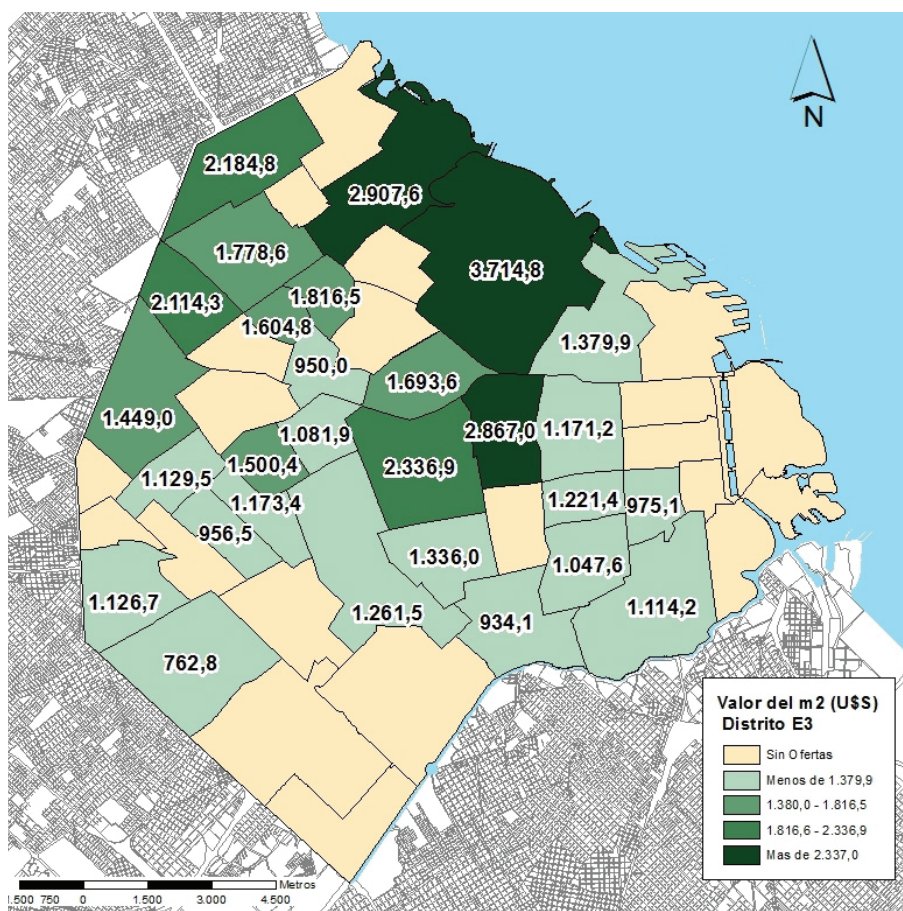 N
2.184,8
2.907,6
1.778,6
3.714,8
2.114,3
1.816,5
1.604,8
1.379,9
950,0
1.693,6
1.449,0
1.081,9
2.867,0
1.171,2
1.500,4
2.336,9
1.129,5
1.173,4
1.221,4
975,1
956,5
1.336,0
1.047,6
1.126,7
1.261,5
934,1
1.114,2
762,8
Valor del m2 (U$S)
Distrito E3
Sin Ofertas
Menos de 1.379,9
1.380,0 - 1.816,5
1.816,6 - 2.336,9
Mas de 2.337,0
Metros
1.500 750 0 1.500 3.000 4.500